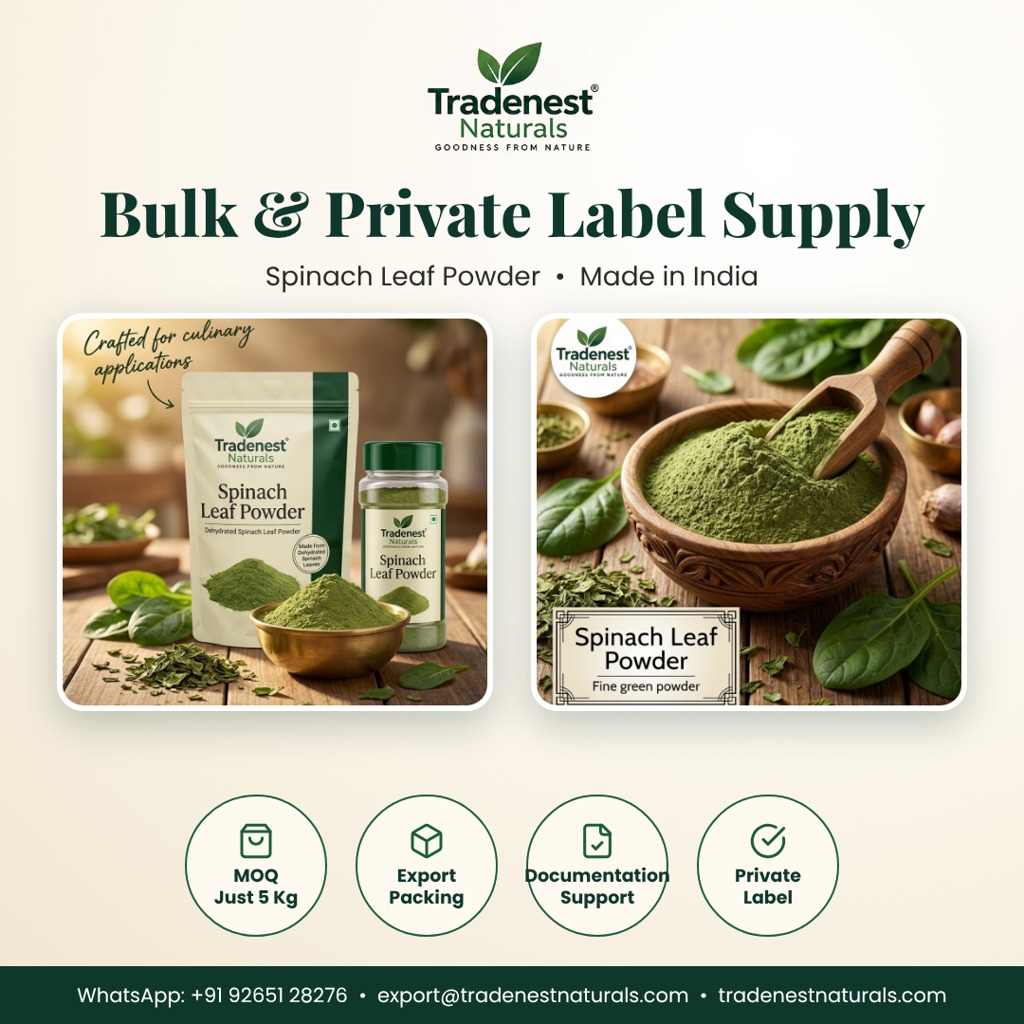 Tradenest®
Naturals
GOODNESS FROM NATURE
Bulk & Private Label Supply
Spinach Leaf Powder • Made in India
Crafted for culinary
applications
Tradenest®
Naturals
GOODNESS FROM NATURE
Spinach
Leaf Powder
Dehydrated Spinach Leaf Powder
Made from
Dehydrated
Spinach
Leaves
Tradenest®
Naturals
GOODNESS FROM NATURE
Spinach
Leaf Powder
Tradenest®
Naturals
GOODNESS FROM NATURE
Spinach Leaf
Powder
Fine green powder
MOQ
Just 5 Kg
Export
Packing
Documentation
Support
Private
Label
WhatsApp: +91 92651 28276 • export@tradenestnaturals.com • tradenestnaturals.com